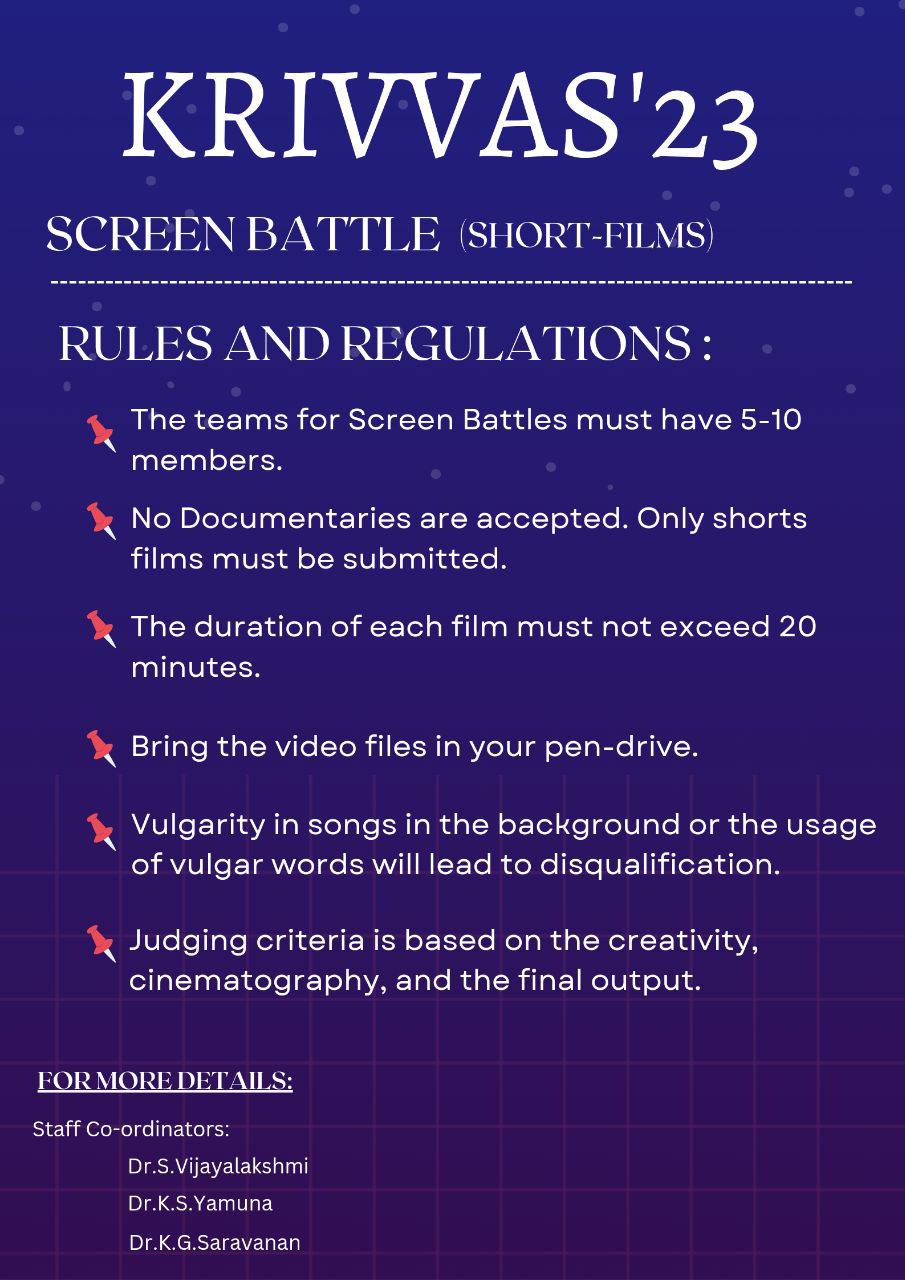 KRIVVAS'23
SCREEN BATTLE (SHORT-FILMS)
--------------------------------------------------------------------------------
RULES AND REGULATIONS :
The teams for Screen Battles must have 5-10
members.
No Documentaries are accepted. Only shorts
films must be submitted.
The duration of each film must not exceed 20
minutes.
Bring the video files in your pen-drive.
Vulgarity in songs in the background or the usage
of vulgar words will lead to disqualification.
Judging criteria is based on the creativity,
cinematography, and the final output.
FOR MORE DETAILS:
Staff Co-ordinators:
Dr.S.Vijayalakshmi
Dr.K.S.Yamuna
Dr.K.G.Saravanan